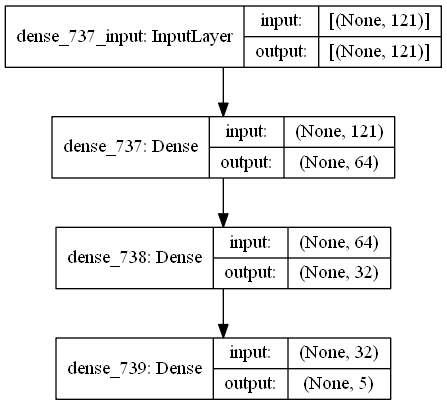 dense_737_input: InputLayer
input: [(None, 121)]
output: [(None, 121)]
dense_737: Dense
input: (None, 121)
output: (None, 64)
dense_738: Dense
input: (None, 64)
output: (None, 32)
dense_739: Dense
input: (None, 32)
output: (None, 5)